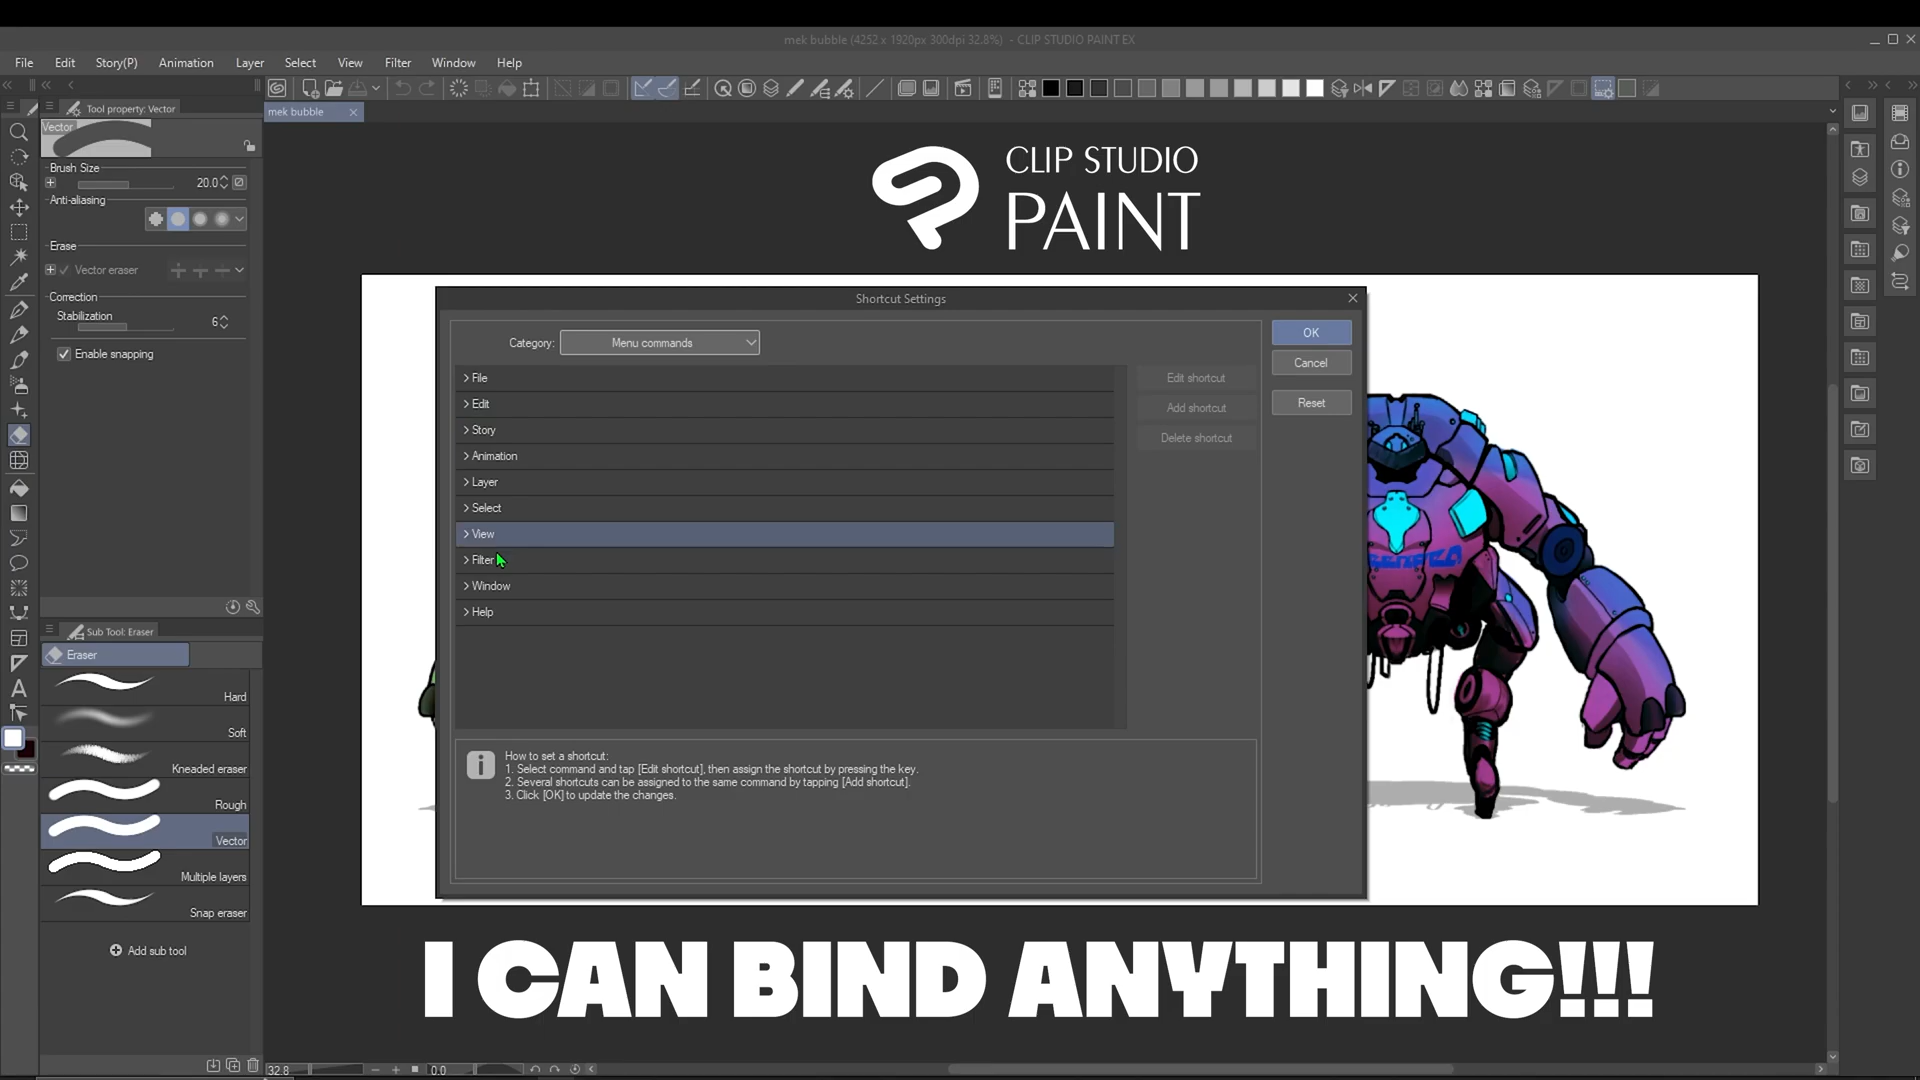 mek bubble (4252 x 1920px 300dpi 32.8%) - CLIP STUDIO PAINT EX
File Edit Story(P) Animation Layer Select View Filter Window Help
Tool property: Vector
mek bubble
Vector
Brush Size
20.0
Anti-aliasing
Erase
Vector eraser
Correction
Stabilization
6
Enable snapping
CLIP STUDIO
PAINT
Shortcut Settings
Category: Menu commands
OK
Cancel
Reset
File
Edit
Story
Animation
Layer
Select
View
Filter
Window
Help
Edit shortcut
Add shortcut
Delete shortcut
How to set a shortcut:
1. Select command and tap [Edit shortcut], then assign the shortcut by pressing the key.
2. Several shortcuts can be assigned to the same command by tapping [Add shortcut].
3. Click [OK] to update the changes.
Sub Tool: Eraser
Eraser
Hard
Soft
Kneaded eraser
Rough
Vector
Multiple layers
Snap eraser
Add sub tool
I CAN BIND ANYTHING!!!
32.8
0.0